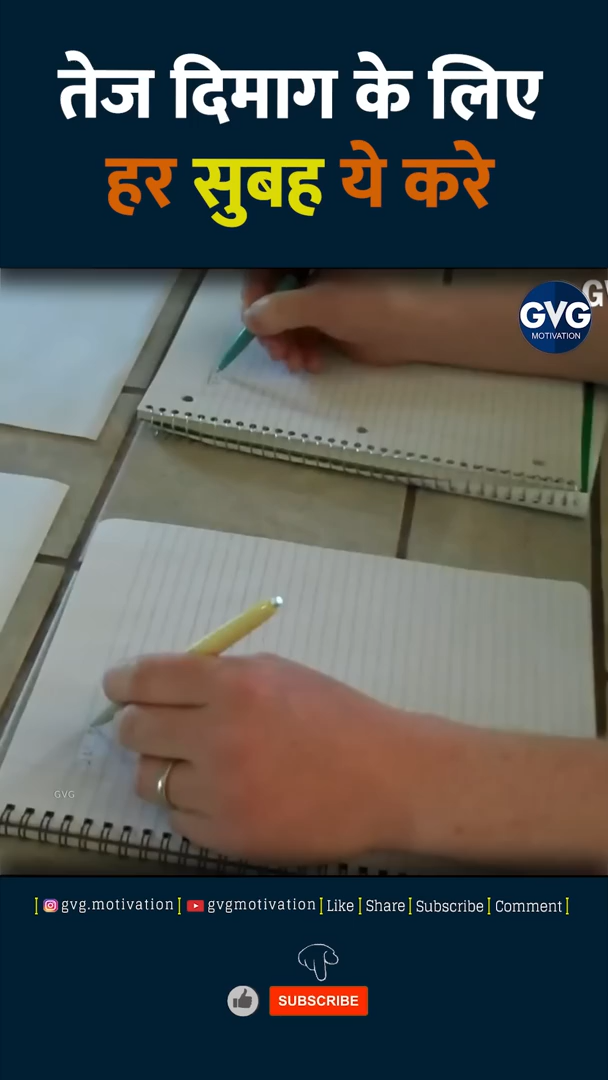 तेज दिमाग के लिए
हर सुबह ये करे
GVG
MOTIVATION
GVG
gvg.motivation
gvgmotivation
Like
Share
Subscribe
Comment
SUBSCRIBE